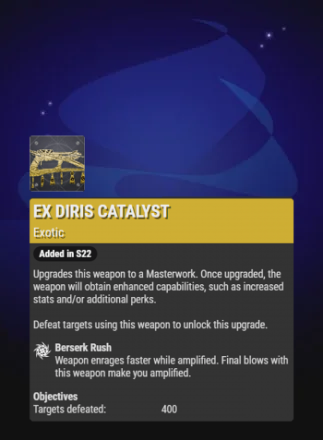 EX DIRIS CATALYST
Exotic
Added in S22
Upgrades this weapon to a Masterwork. Once upgraded, the
weapon will obtain enhanced capabilities, such as increased
stats and/or additional perks.
Defeat targets using this weapon to unlock this upgrade.
Berserk Rush
Weapon enrages faster while amplified. Final blows with
this weapon make you amplified.
Objectives
Targets defeated: 400